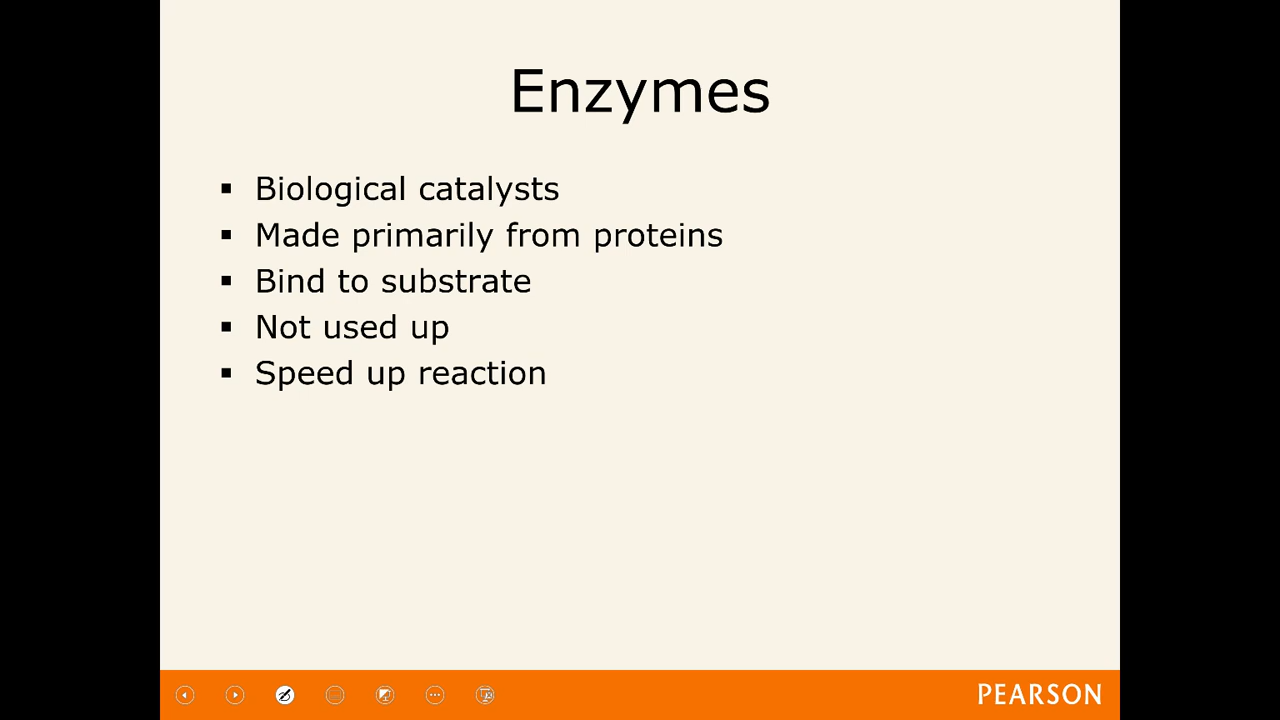 Enzymes
▪ Biological catalysts
▪ Made primarily from proteins
▪ Bind to substrate
▪ Not used up
▪ Speed up reaction
PEARSON